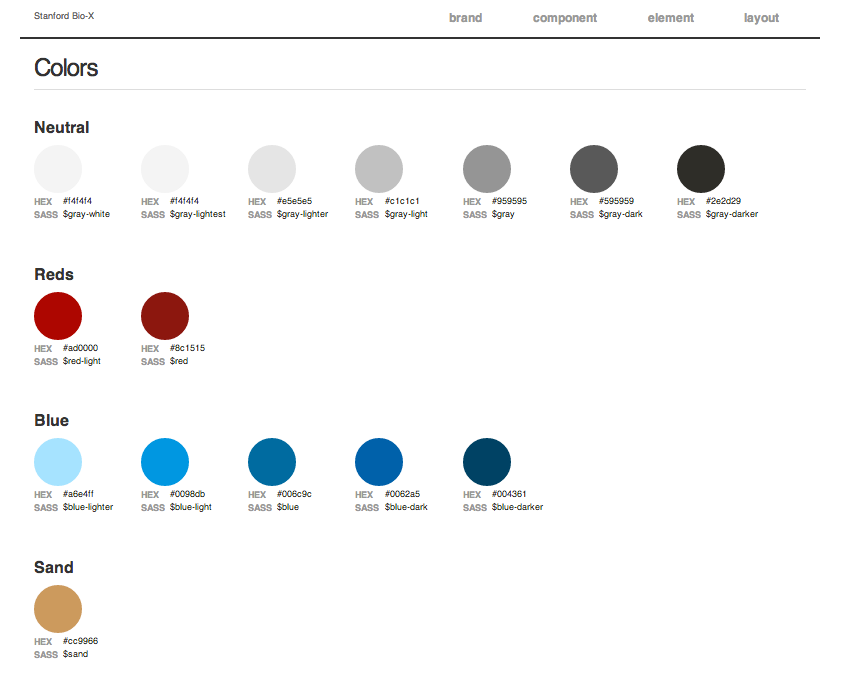 Stanford Bio-X brand component element layout
Colors
Neutral
HEX #f4f4f4 HEX #f4f4f4 HEX #e5e5e5 HEX #c1c1c1 HEX #959595 HEX #595959 HEX #2e2d29
SASS $gray-white SASS $gray-lightest SASS $gray-lighter SASS $gray-light SASS $gray SASS $gray-dark SASS $gray-darker
Reds
HEX #ad0000 HEX #8c1515
SASS $red-light SASS $red
Blue
HEX #a6e4ff HEX #0098db HEX #006c9c HEX #0062a5 HEX #004361
SASS $blue-lighter SASS $blue-light SASS $blue SASS $blue-dark SASS $blue-darker
Sand
HEX #cc9966
SASS $sand